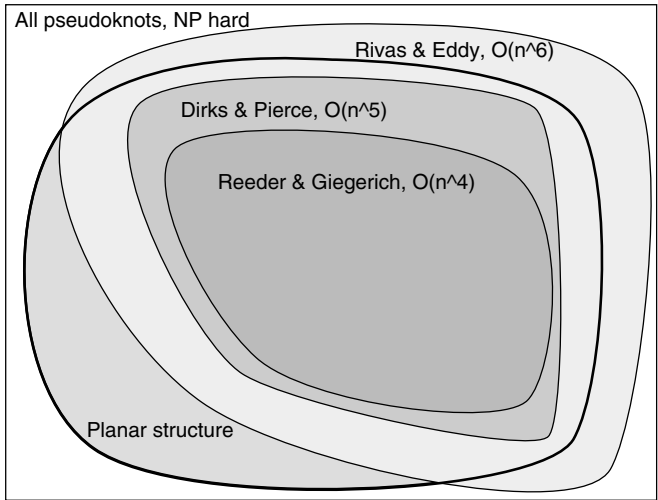 All pseudoknots, NP hard
Rivas & Eddy, O(n^6)
Dirks & Pierce, O(n^5)
Reeder & Giegerich, O(n^4)
Planar structure